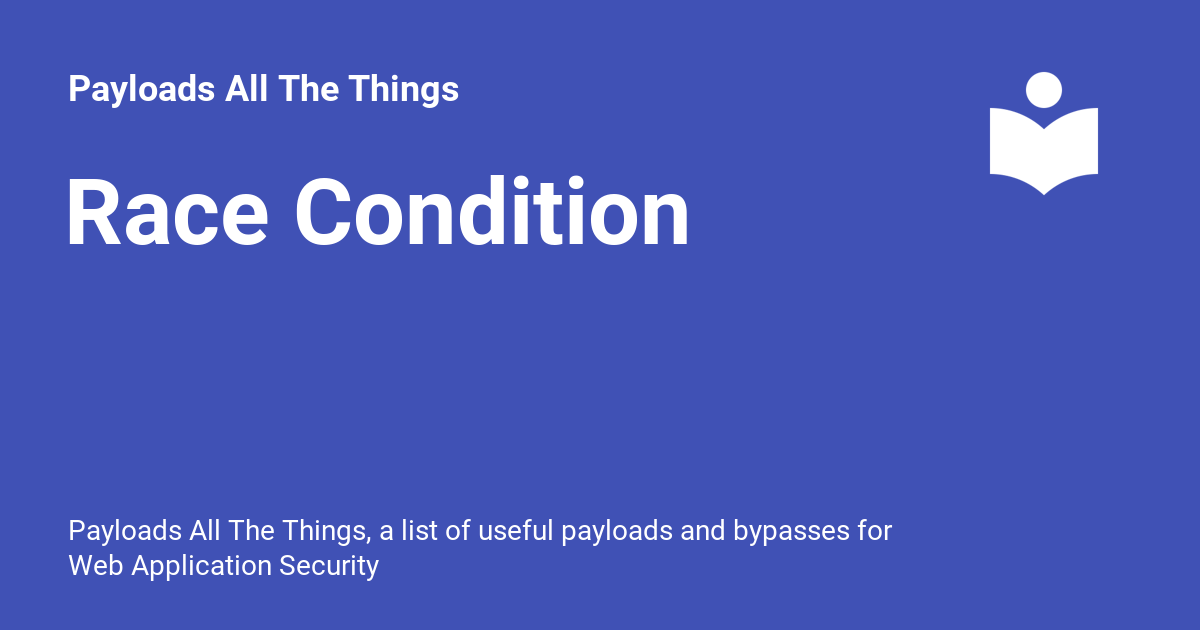 Payloads All The Things
Race Condition
Payloads All The Things, a list of useful payloads and bypasses for
Web Application Security